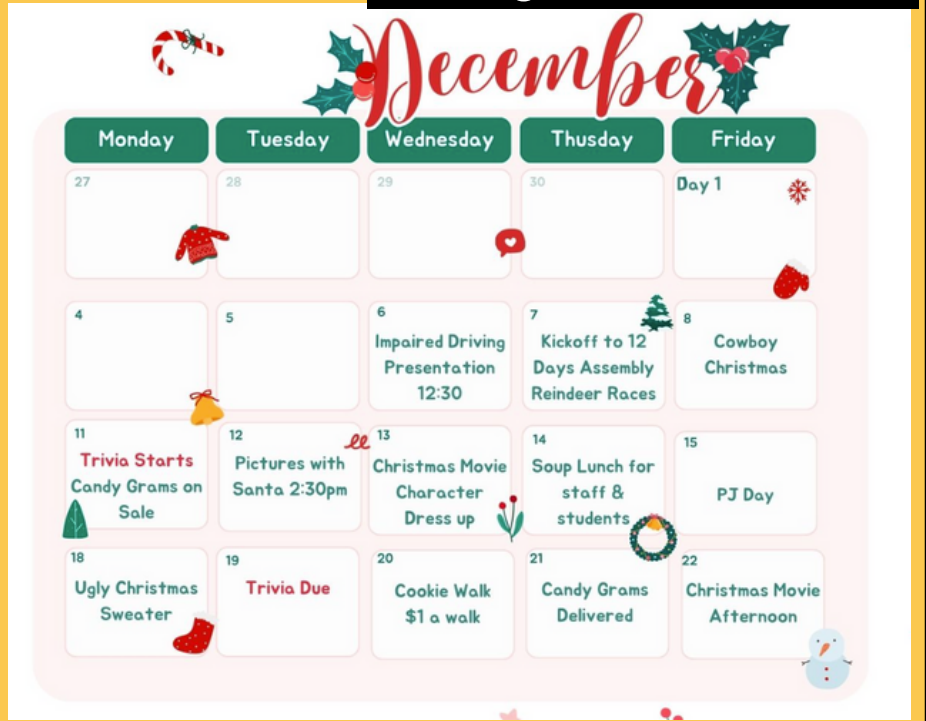 December
Monday
Tuesday
Wednesday
Thusday
Friday
27
28
29
30
Day 1
4
5
6
Impaired Driving
Presentation
12:30
7
Kickoff to 12
Days Assembly
Reindeer Races
8
Cowboy
Christmas
11
Trivia Starts
Candy Grams on
Sale
12
Pictures with
Santa 2:30pm
13
Christmas Movie
Character
Dress up
14
Soup Lunch for
staff &
students
15
PJ Day
18
Ugly Christmas
Sweater
19
Trivia Due
20
Cookie Walk
$1 a walk
21
Candy Grams
Delivered
22
Christmas Movie
Afternoon